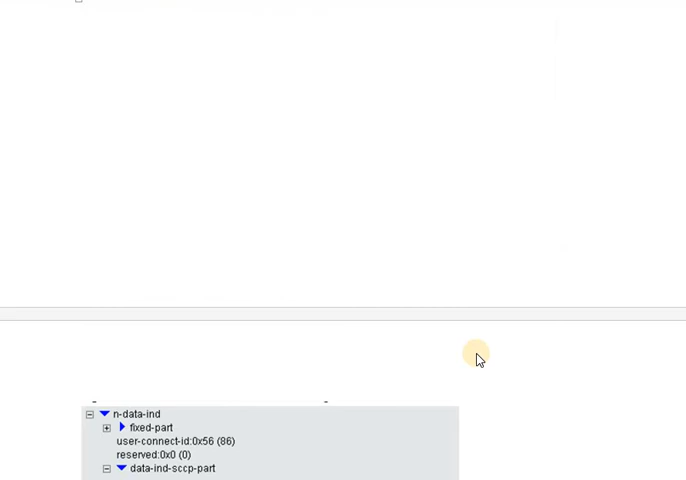 n-data-ind
fixed-part
user-connect-id:0x56 (86)
reserved:0x0 (0)
data-ind-sccp-part